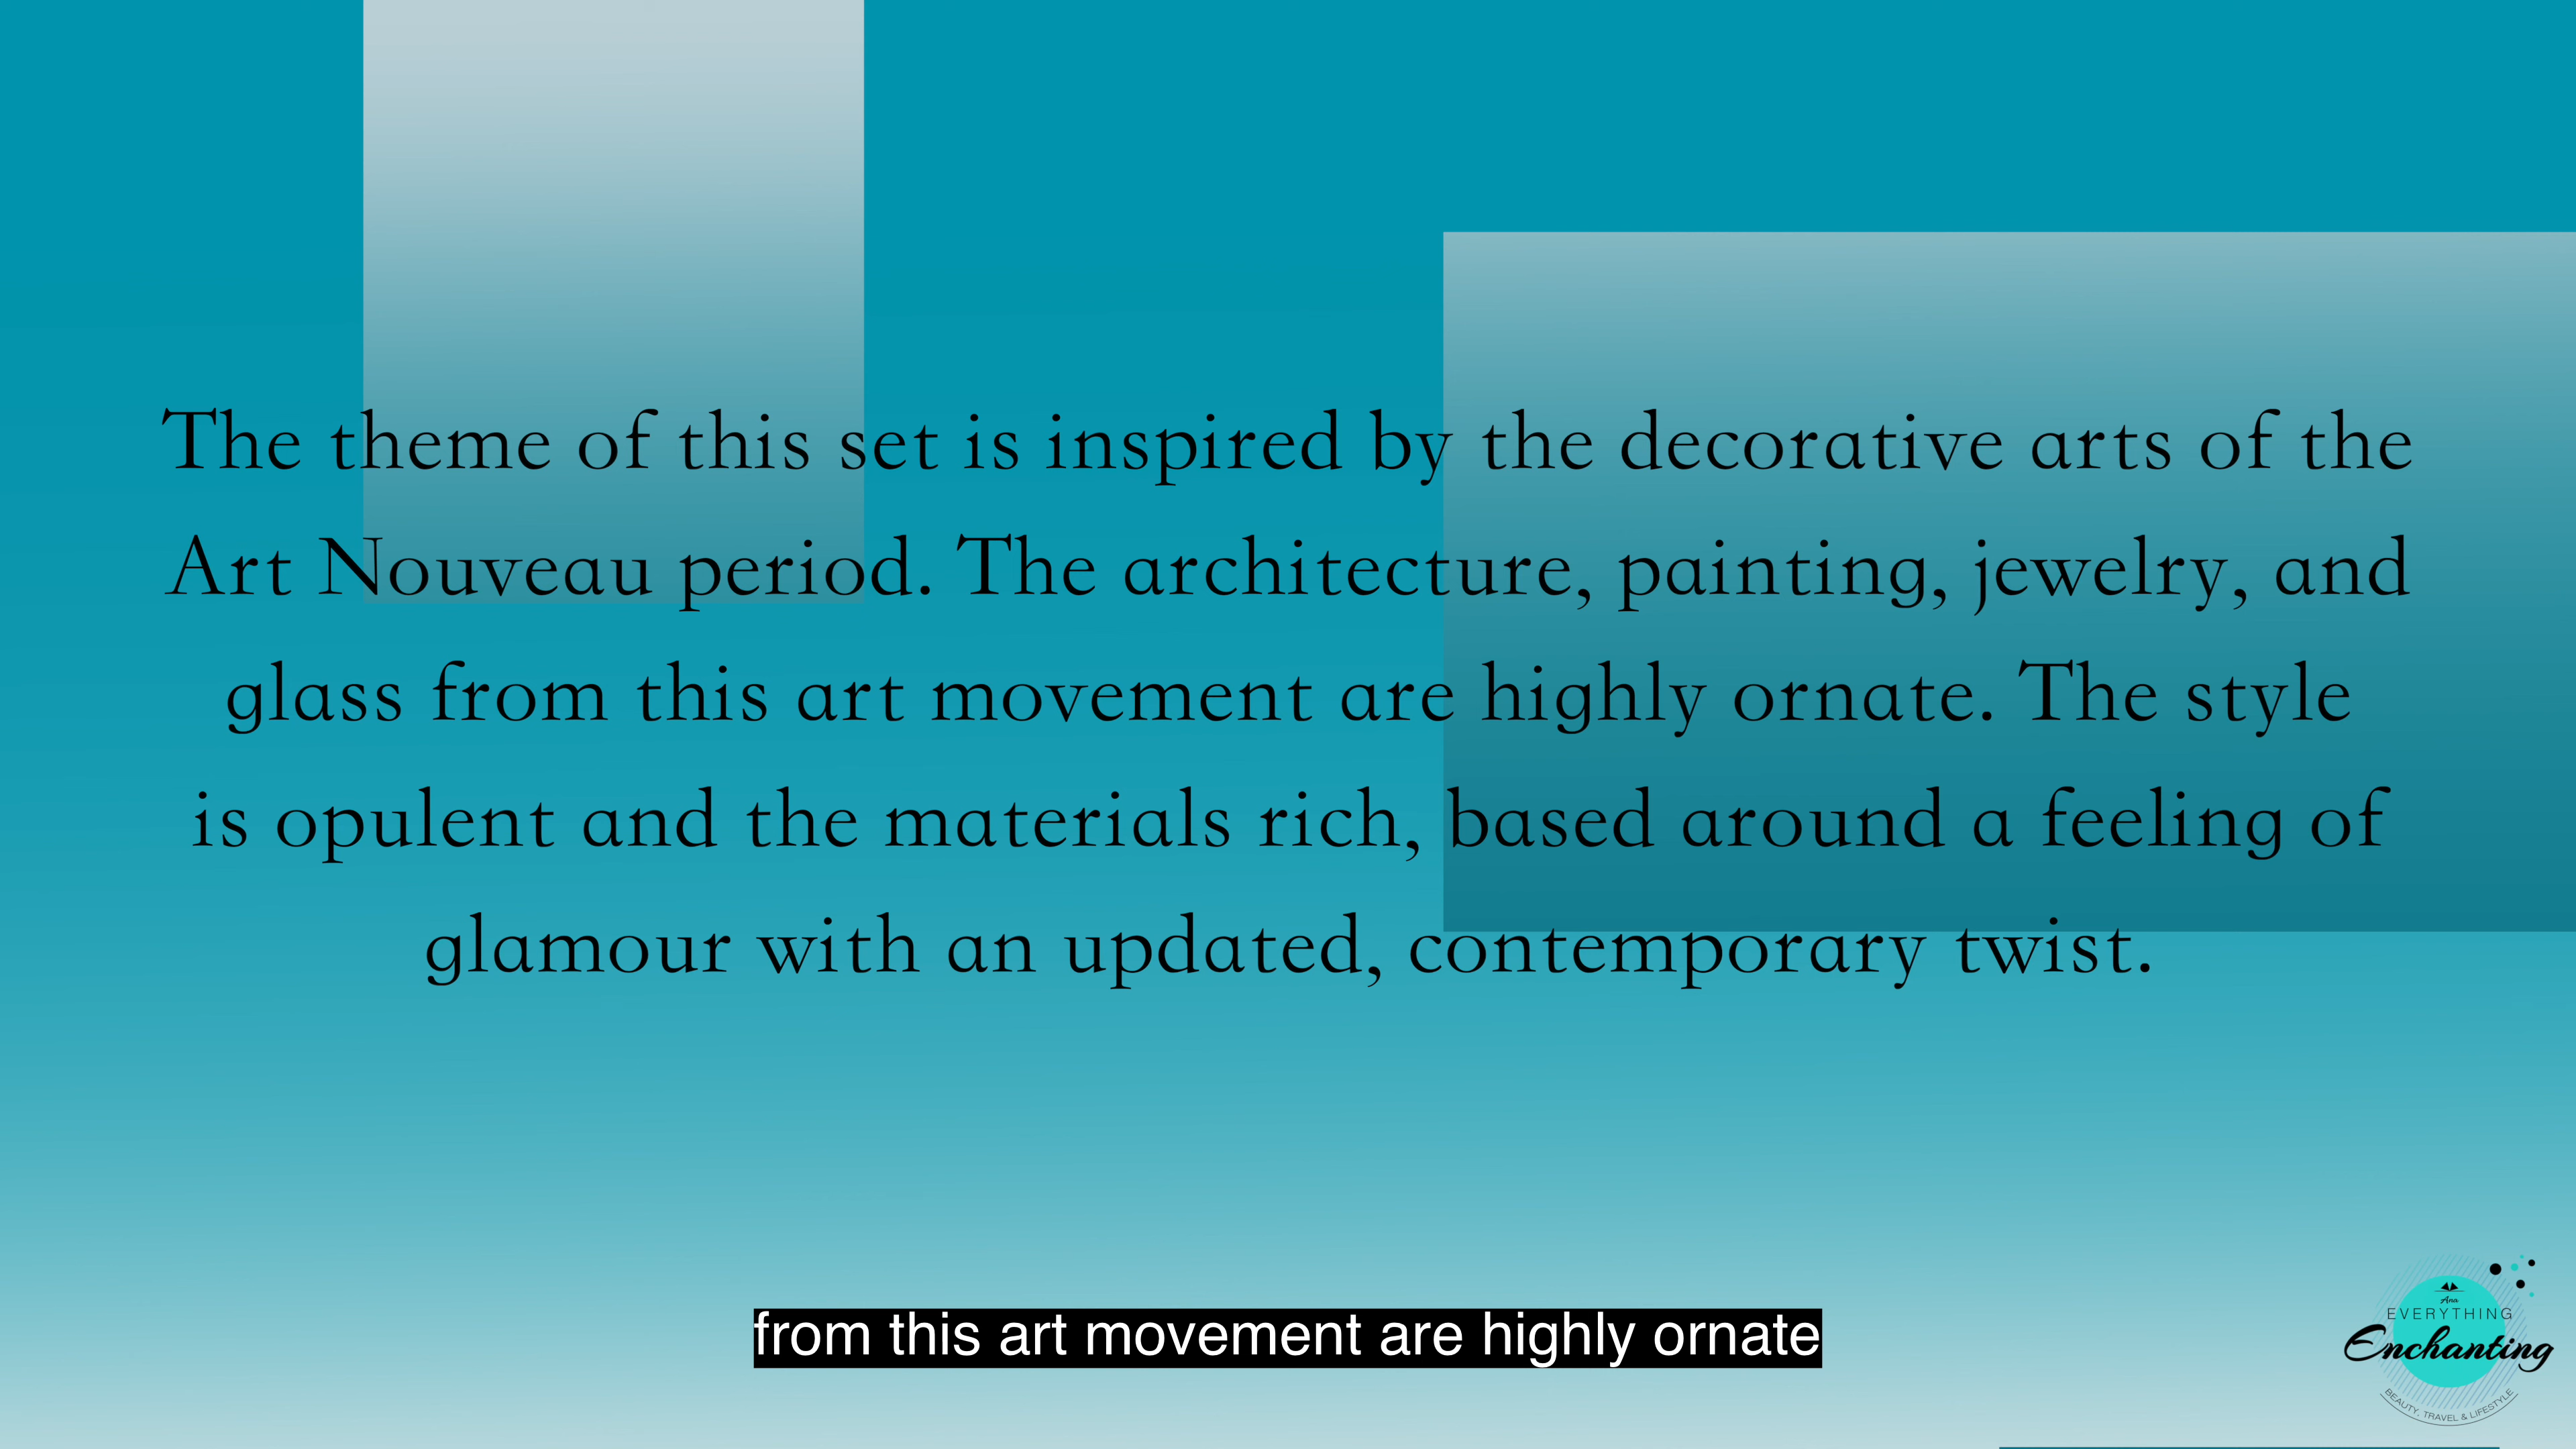 The theme of this set is inspired by the decorative arts of the
Art Nouveau period. The architecture, painting, jewelry, and
glass from this art movement are highly ornate. The style
is opulent and the materials rich, based around a feeling of
glamour with an updated, contemporary twist.
from this art movement are highly ornate
Ana
EVERYTHING
Enchanting
BEAUTY, TRAVEL & LIFESTYLE